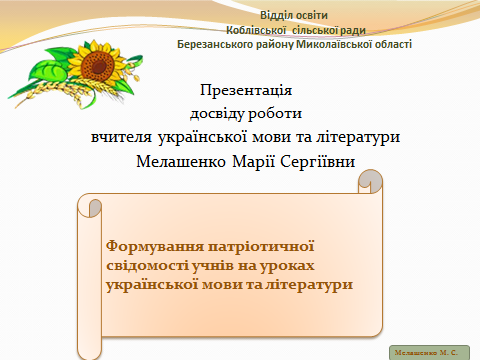 Відділ освіти
Коблівської сільської ради
Березанського району Миколаївської області
Презентація
досвіду роботи
вчителя української мови та літератури
Мелашенко Марії Сергіївни
Формування патріотичної
свідомості учнів на уроках
української мови та літератури
Мелашенко М. С.